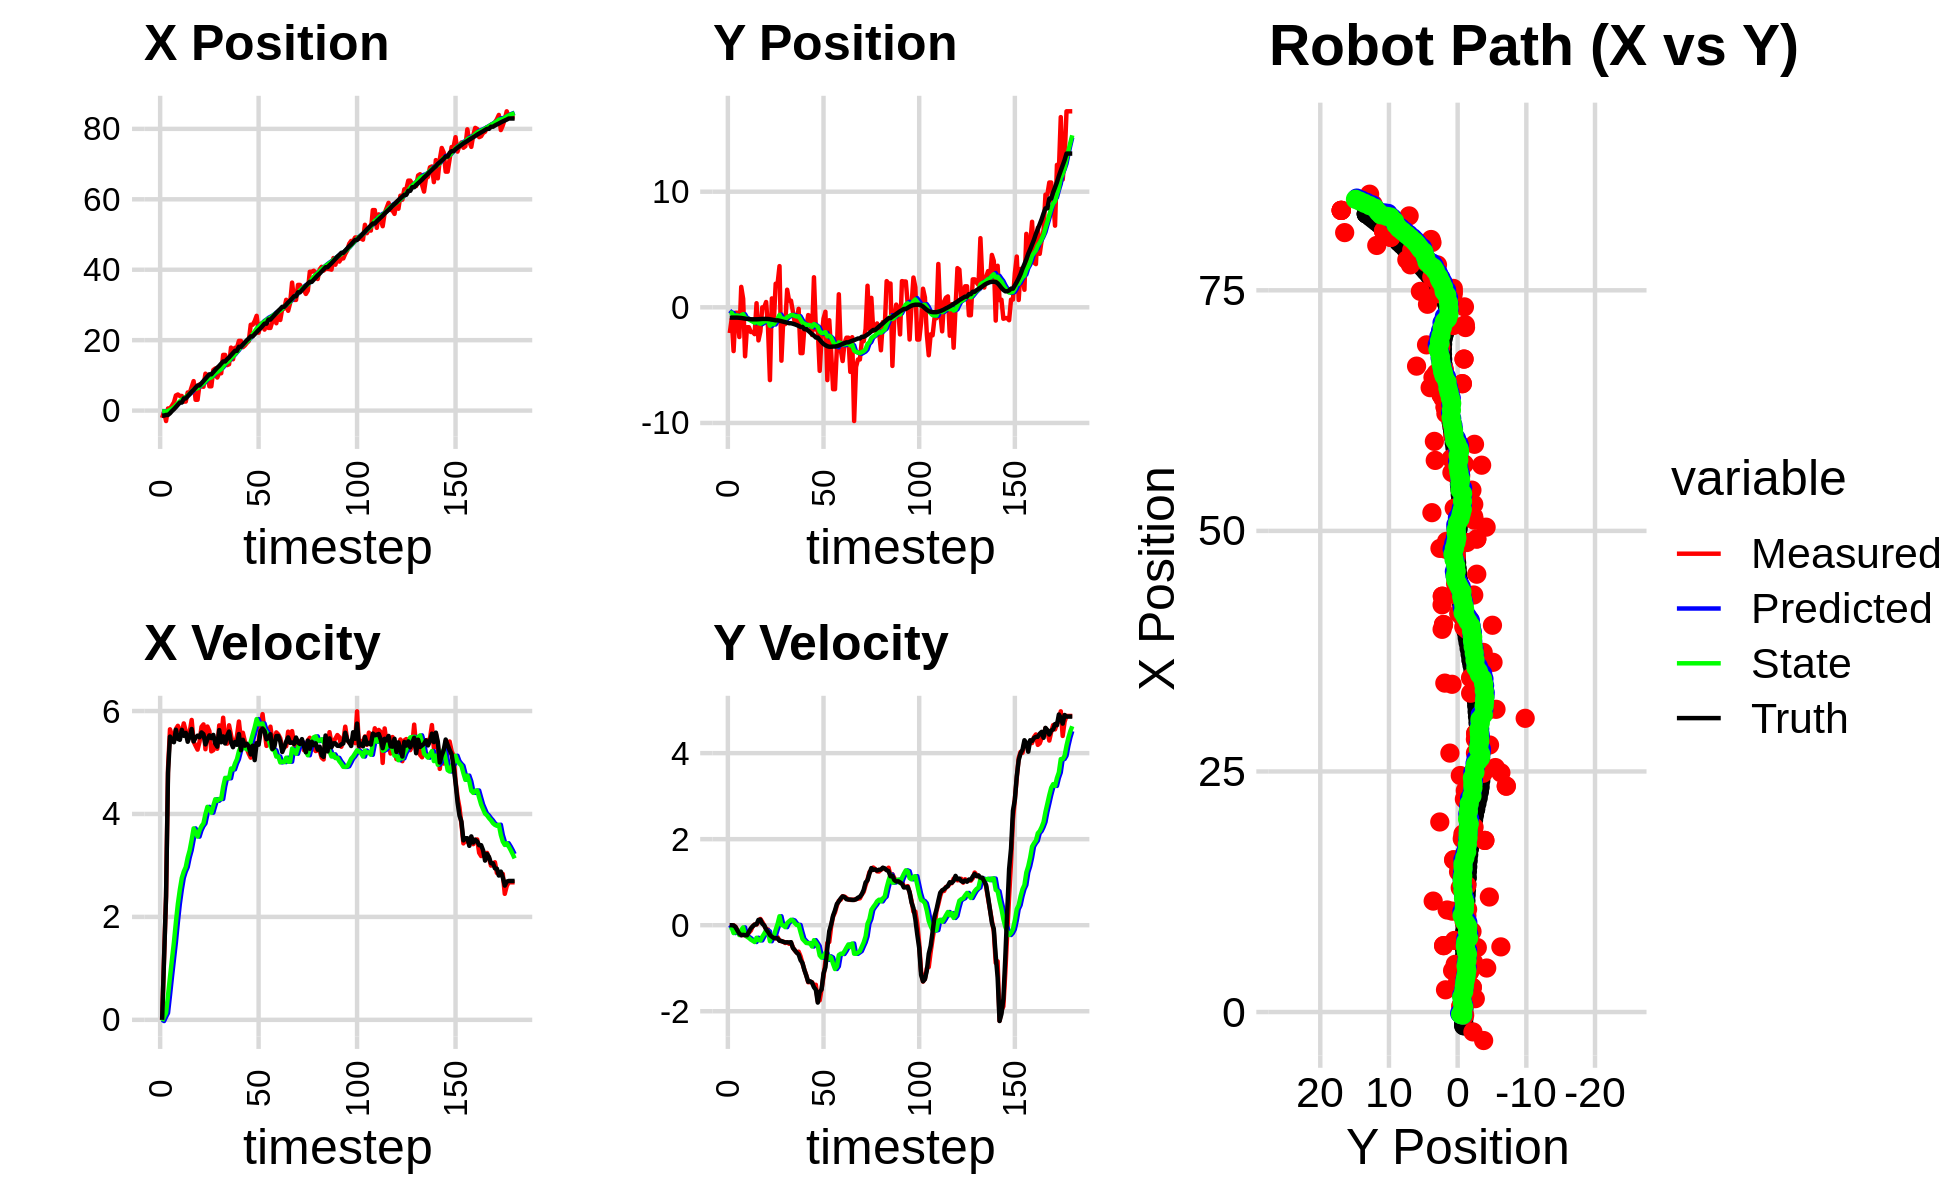 X Position
80
60
40
20
0
0 50 100 150
timestep
Y Position
10
0
-10
0 50 100 150
timestep
X Velocity
6
4
2
0
0 50 100 150
timestep
Y Velocity
4
2
0
-2
0 50 100 150
timestep
Robot Path (X vs Y)
X Position
75
50
25
0
20 10 0 -10 -20
Y Position
variable
Measured
Predicted
State
Truth